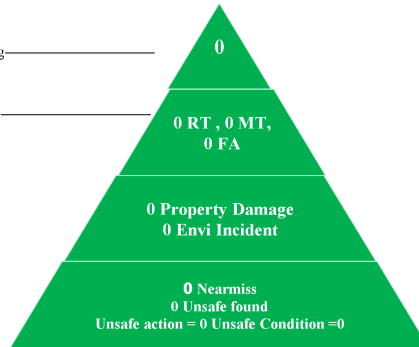 0
0 RT , 0 MT,
0 FA
0 Property Damage
0 Envi Incident
0 Nearmiss
0 Unsafe found
Unsafe action = 0 Unsafe Condition =0